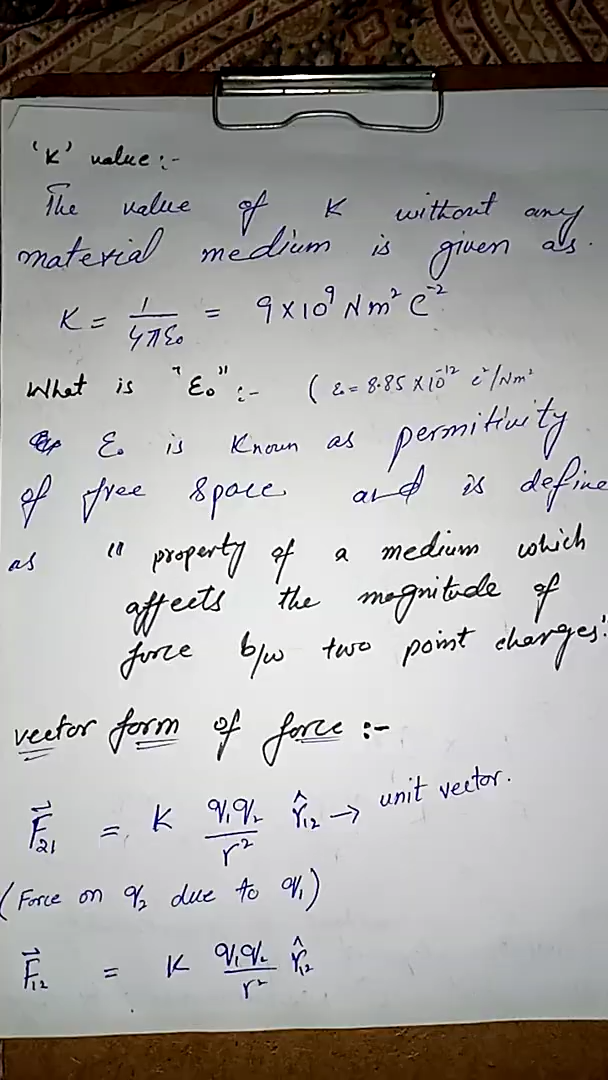 'K' value :-
The value of K without any
material medium is given as.
K = 1/4πε₀ = 9×10⁹ Nm² C⁻²
What is "ε₀" :- ( ε₀ = 8.85 × 10⁻¹² c²/Nm²
ε₀ is known as permitivity
of free space and is define
as " property of a medium which
affects the magnitude of
force b/w two point charges."
vector form of force :-
F⃗₂₁ = K q₁q₂/r² r̂₁₂ → unit vector.
(Force on q₂ due to q₁)
F⃗₁₂ = K q₁q₂/r² r̂₁₂